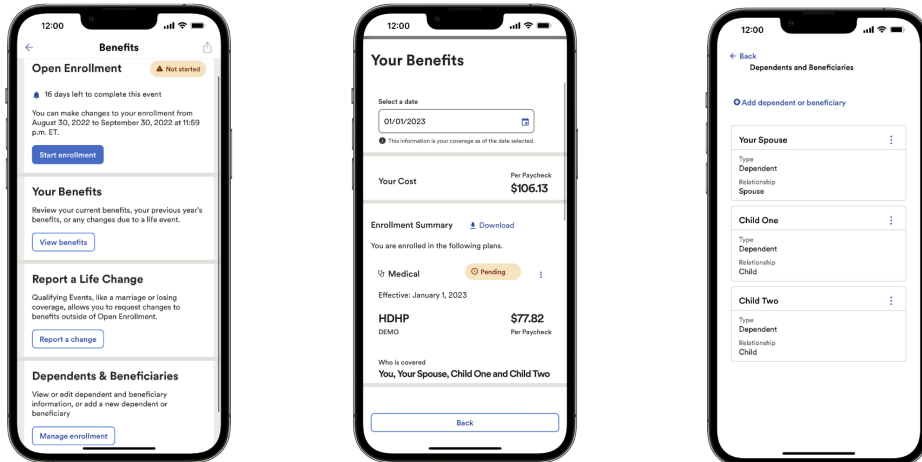 12:00
Benefits
Open Enrollment
Not started
16 days left to complete this event
You can make changes to your enrollment from
August 30, 2022 to September 30, 2022 at 11:59
p.m. ET.
Start enrollment
Your Benefits
Review your current benefits, your previous year's
benefits, or any changes due to a life event.
View benefits
Report a Life Change
Qualifying Events, like a marriage or losing
coverage, allows you to request changes to
benefits outside of Open Enrollment.
Report a change
Dependents & Beneficiaries
View or edit dependent and beneficiary
information, or add a new dependent or
beneficiary
Manage enrollment
12:00
Your Benefits
Select a date
01/01/2023
This information is your coverage as of the date selected.
Your Cost
Per Paycheck
$106.13
Enrollment Summary
Download
You are enrolled in the following plans.
Medical
Pending
Effective: January 1, 2023
HDHP
$77.82
DEMO
Per Paycheck
Who is covered
You, Your Spouse, Child One and Child Two
Back
12:00
Back
Dependents and Beneficiaries
Add dependent or beneficiary
Your Spouse
Type
Dependent
Relationship
Spouse
Child One
Type
Dependent
Relationship
Child
Child Two
Type
Dependent
Relationship
Child